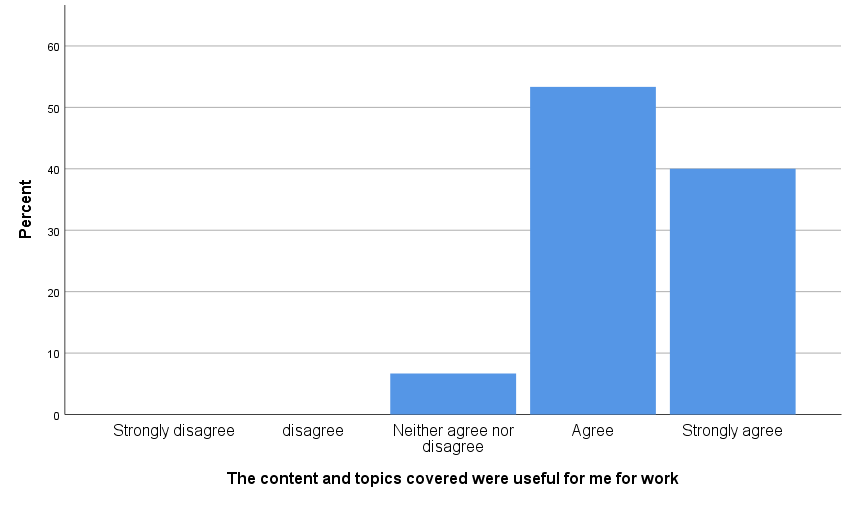 60
50
40
30
20
10
0
Percent
Strongly disagree
disagree
Neither agree nor
disagree
Agree
Strongly agree
The content and topics covered were useful for me for work